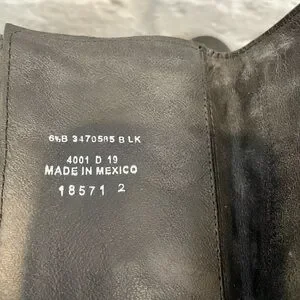 6½B 3470585 BLK
4001 D 19
MADE IN MEXICO
18571 2